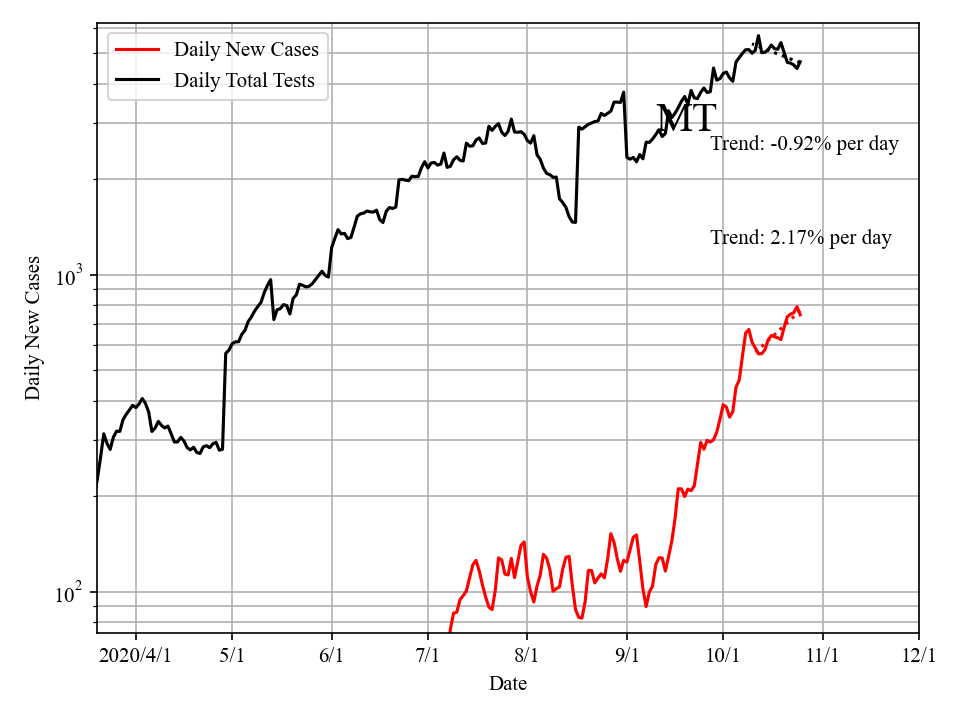 Daily New Cases
Daily Total Tests
MT
Trend: -0.92% per day
Trend: 2.17% per day
10³
10²
Daily New Cases
2020/4/1 5/1 6/1 7/1 8/1 9/1 10/1 11/1 12/1
Date